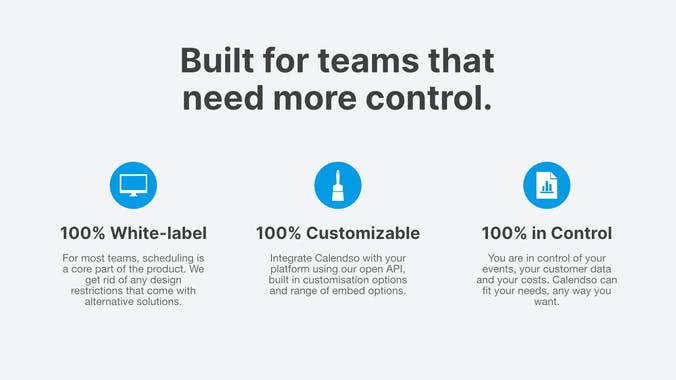 Built for teams that
need more control.
100% White-label
For most teams, scheduling is
a core part of the product. We
get rid of any design
restrictions that come with
alternative solutions.
100% Customizable
Integrate Calendso with your
platform using our open API,
built in customisation options
and range of embed options.
100% in Control
You are in control of your
events, your customer data
and your costs. Calendso can
fit your needs, any way you
want.